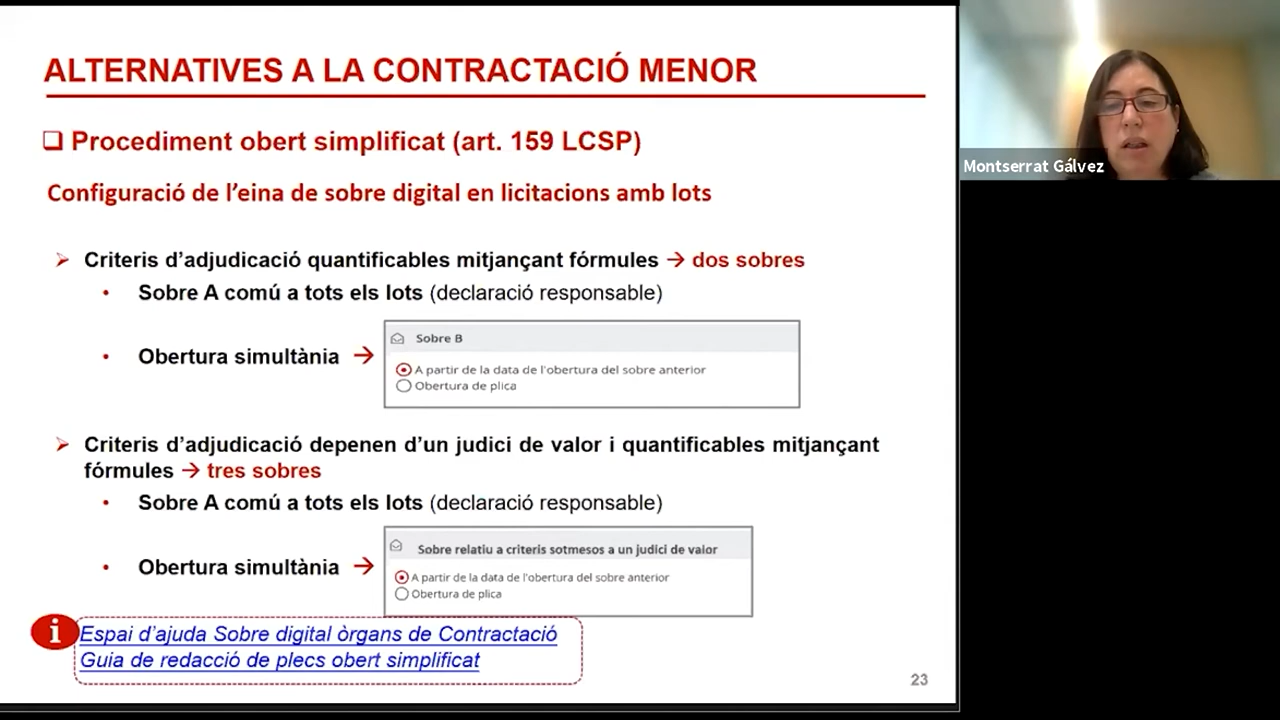 ALTERNATIVES A LA CONTRACTACIÓ MENOR
Procediment obert simplificat (art. 159 LCSP)
Configuració de l'eina de sobre digital en licitacions amb lots
Criteris d'adjudicació quantificables mitjançant fórmules → dos sobres
• Sobre A comú a tots els lots (declaració responsable)
• Obertura simultània →
Sobre B
A partir de la data de l'obertura del sobre anterior
Obertura de plica
Criteris d'adjudicació depenen d'un judici de valor i quantificables mitjançant
fórmules → tres sobres
• Sobre A comú a tots els lots (declaració responsable)
• Obertura simultània →
Sobre relatiu a criteris sotmesos a un judici de valor
A partir de la data de l'obertura del sobre anterior
Obertura de plica
i
Espai d'ajuda Sobre digital òrgans de Contractació
Guia de redacció de plecs obert simplificat
23
Montserrat Gálvez